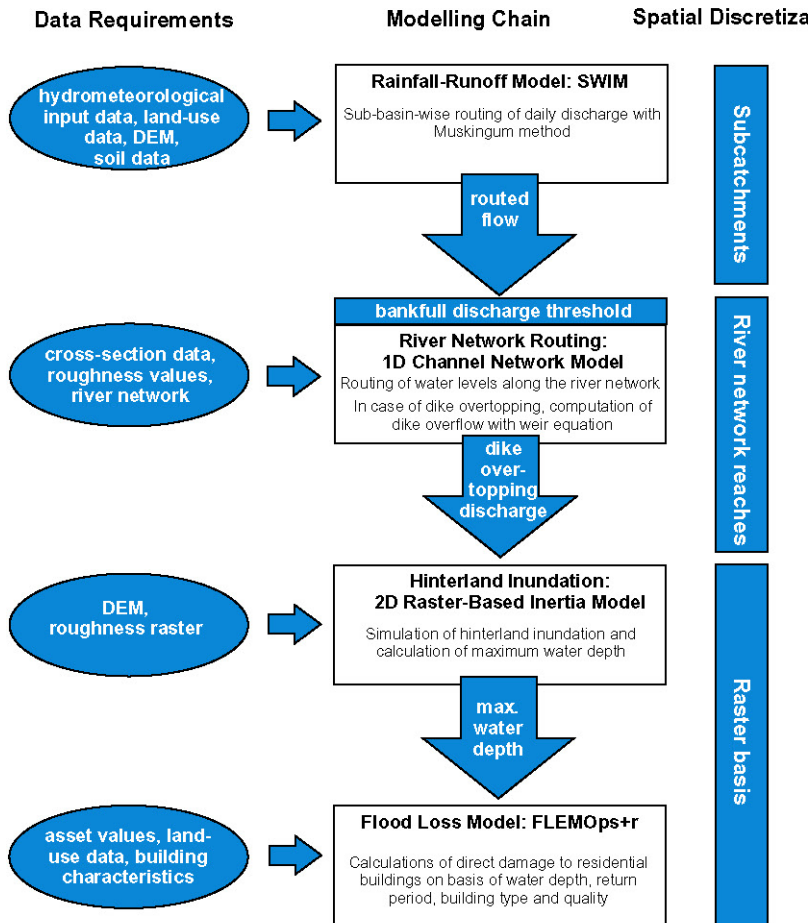 Data Requirements
Modelling Chain
Spatial Discretiza
hydrometeorological
input data, land-use
data, DEM,
soil data
Rainfall-Runoff Model: SWIM
Sub-basin-wise routing of daily discharge with
Muskingum method
Subcatchments
routed
flow
bankfull discharge threshold
cross-section data,
roughness values,
river network
River Network Routing:
1D Channel Network Model
Routing of water levels along the river network
In case of dike overtopping, computation of
dike overflow with weir equation
River network reaches
dike
over-
topping
discharge
DEM,
roughness raster
Hinterland Inundation:
2D Raster-Based Inertia Model
Simulation of hinterland inundation and
calculation of maximum water depth
Raster basis
max.
water
depth
asset values, land-
use data, building
characteristics
Flood Loss Model: FLEMOps+r
Calculations of direct damage to residential
buildings on basis of water depth, return
period, building type and quality